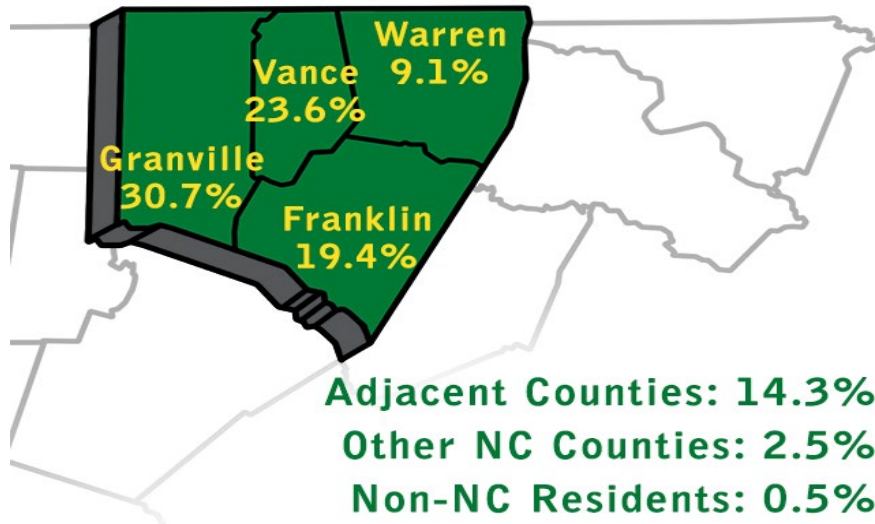 Warren
9.1%
Vance
23.6%
Granville
30.7%
Franklin
19.4%
Adjacent Counties: 14.3%
Other NC Counties: 2.5%
Non-NC Residents: 0.5%